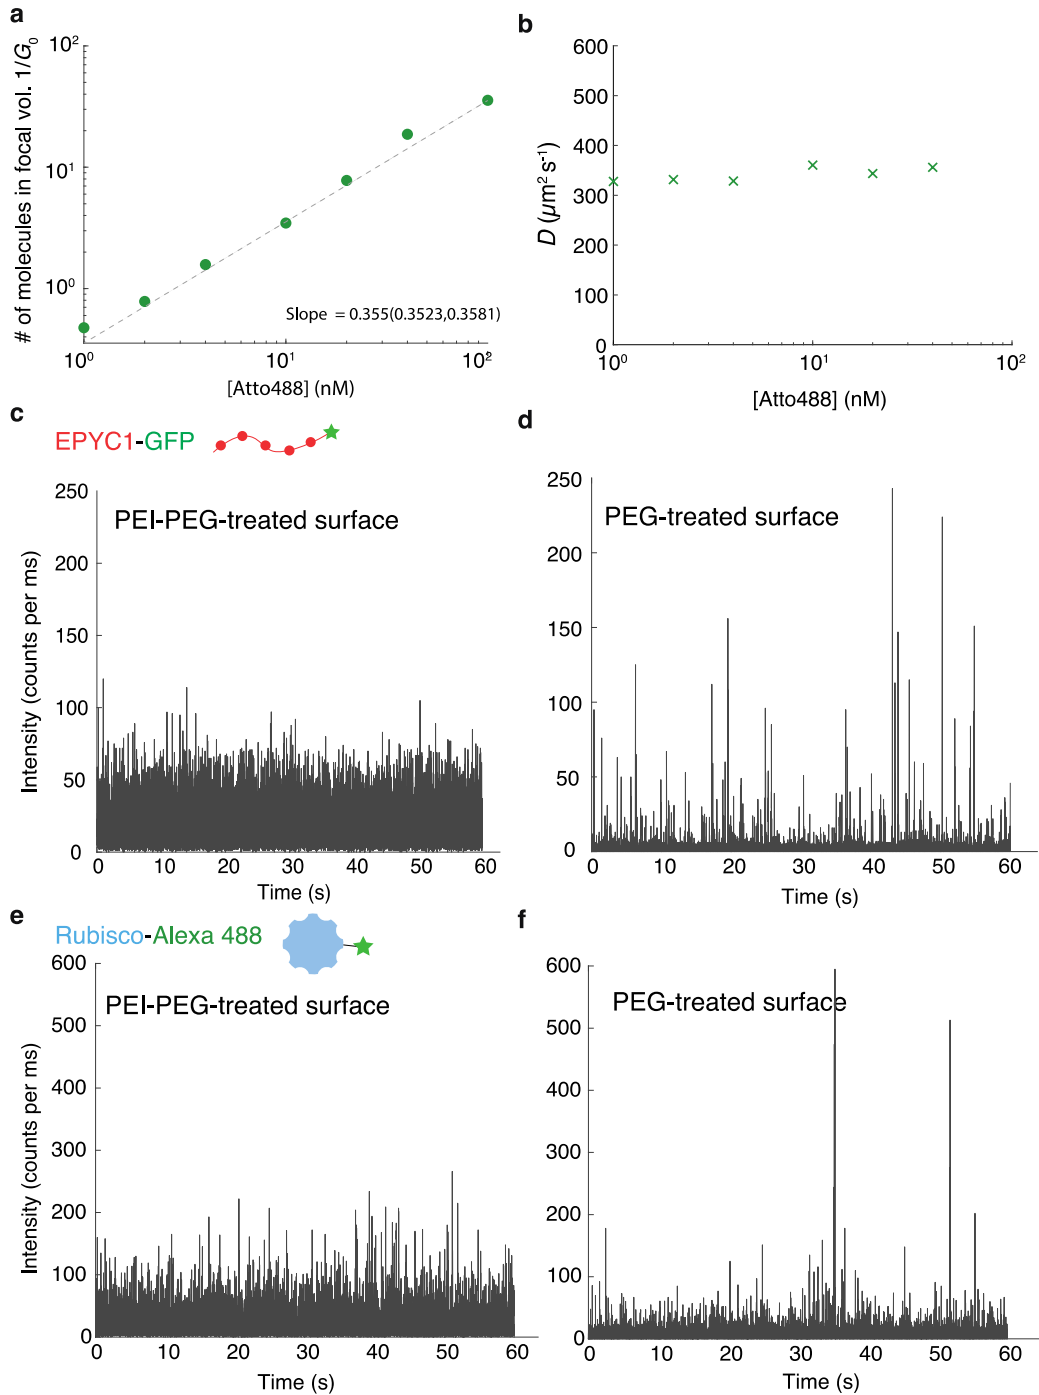 a
# of molecules in focal vol. 1/G₀
10²
10¹
10⁰
Slope = 0.355(0.3523,0.3581)
10⁰ 10¹ 10²
[Atto488] (nM)
b
D (µm² s⁻¹)
600
500
400
300
200
100
0
10⁰ 10¹ 10²
[Atto488] (nM)
c
EPYC1-GFP
PEI-PEG-treated surface
Intensity (counts per ms)
250
200
150
100
50
0
0 10 20 30 40 50 60
Time (s)
d
PEG-treated surface
250
200
150
100
50
0
0 10 20 30 40 50 60
Time (s)
e
Rubisco-Alexa 488
PEI-PEG-treated surface
Intensity (counts per ms)
600
500
400
300
200
100
0
0 10 20 30 40 50 60
Time (s)
f
PEG-treated surface
600
500
400
300
200
100
0
0 10 20 30 40 50 60
Time (s)